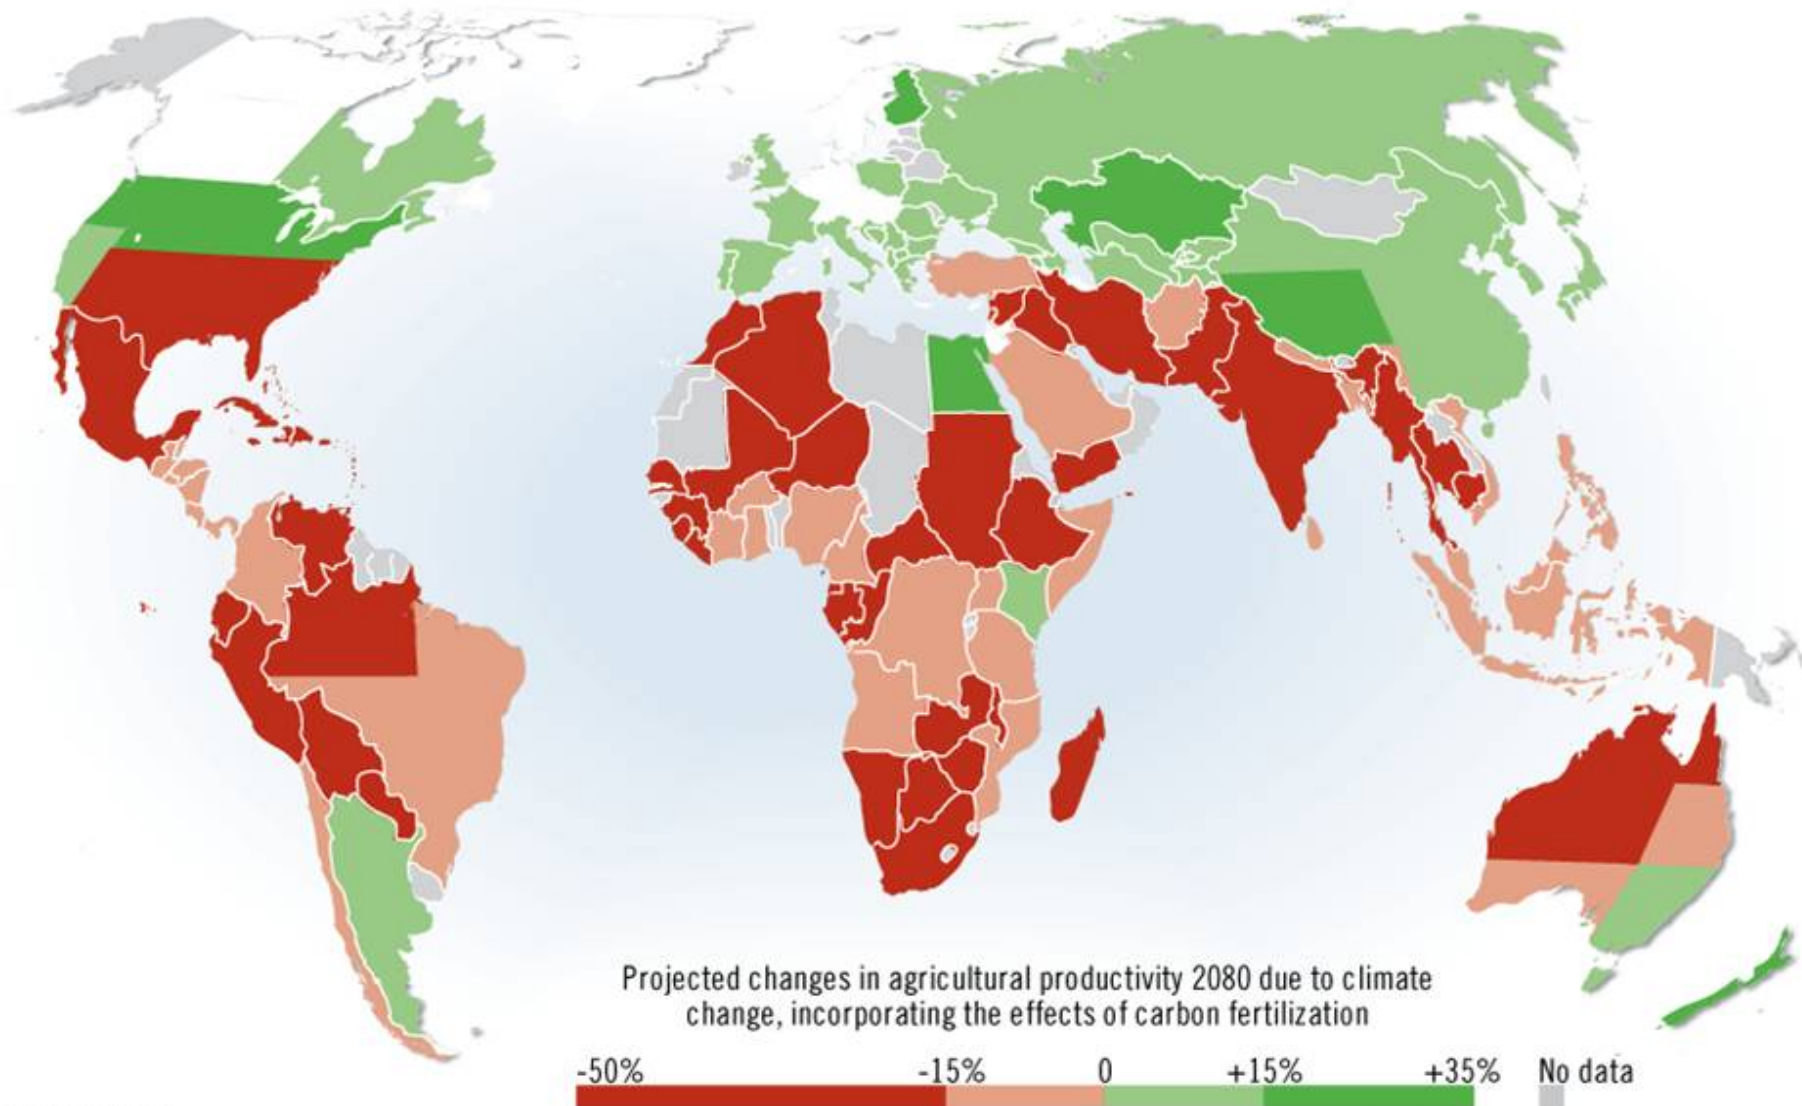 Projected changes in agricultural productivity 2080 due to climate
change, incorporating the effects of carbon fertilization
-50% -15% 0 +15% +35% No data